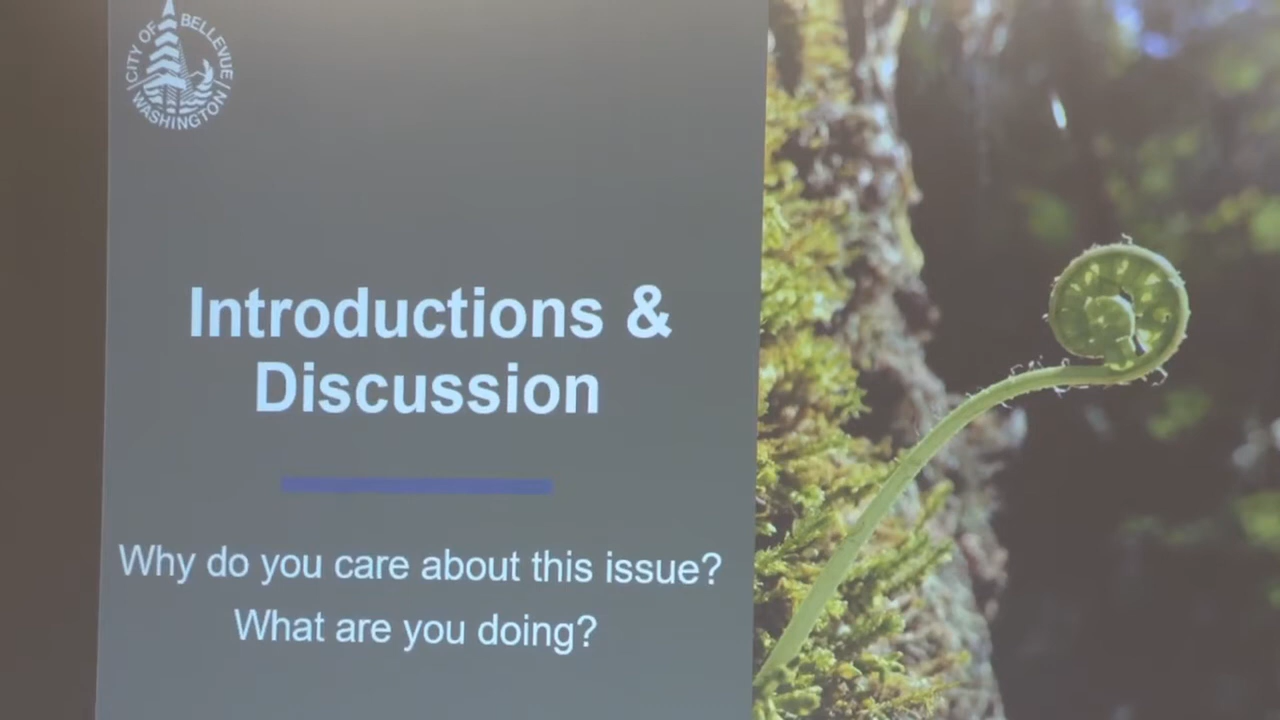 CITY OF BELLEVUE
WASHINGTON
Introductions &
Discussion
Why do you care about this issue?
What are you doing?